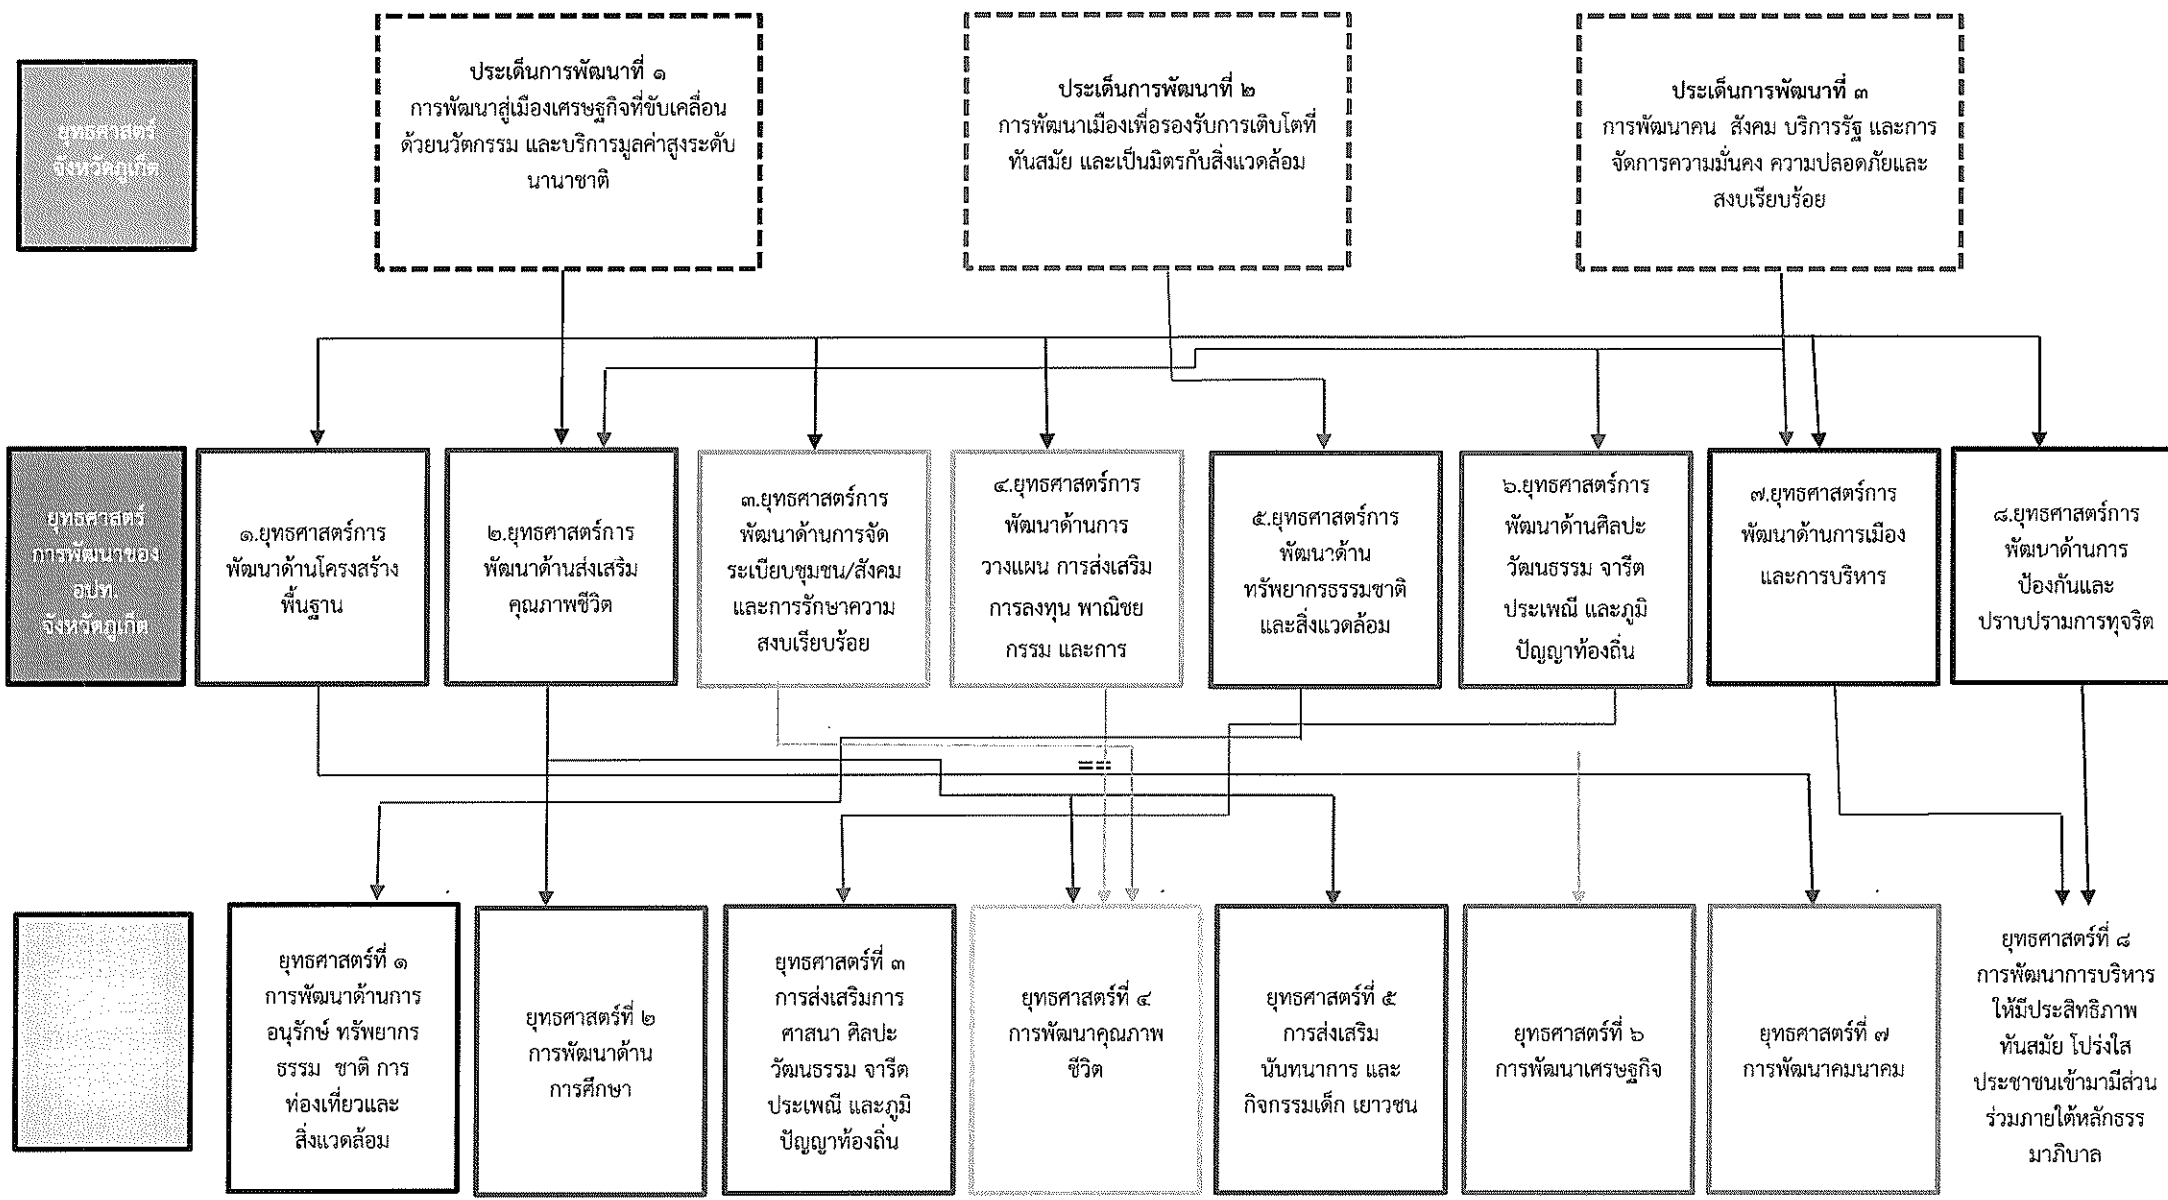 ยุทธศาสตร์
จังหวัดภูเก็ต
ประเด็นการพัฒนาที่ ๑
การพัฒนาสู่เมืองเศรษฐกิจที่ขับเคลื่อน
ด้วยนวัตกรรม และบริการมูลค่าสูงระดับ
นานาชาติ
ประเด็นการพัฒนาที่ ๒
การพัฒนาเมืองเพื่อรองรับการเติบโตที่
ทันสมัย และเป็นมิตรกับสิ่งแวดล้อม
ประเด็นการพัฒนาที่ ๓
การพัฒนาคน  สังคม บริการรัฐ และการ
จัดการความมั่นคง ความปลอดภัยและ
สงบเรียบร้อย
ยุทธศาสตร์
การพัฒนาของ
อปท.
จังหวัดภูเก็ต
๑.ยุทธศาสตร์การ
พัฒนาด้านโครงสร้าง
พื้นฐาน
๒.ยุทธศาสตร์การ
พัฒนาด้านส่งเสริม
คุณภาพชีวิต
๓.ยุทธศาสตร์การ
พัฒนาด้านการจัด
ระเบียบชุมชน/สังคม
และการรักษาความ
สงบเรียบร้อย
๔.ยุทธศาสตร์การ
พัฒนาด้านการ
วางแผน การส่งเสริม
การลงทุน พาณิชย
กรรม และการ
๕.ยุทธศาสตร์การ
พัฒนาด้าน
ทรัพยากรธรรมชาติ
และสิ่งแวดล้อม
๖.ยุทธศาสตร์การ
พัฒนาด้านศิลปะ
วัฒนธรรม จารีต
ประเพณี และภูมิ
ปัญญาท้องถิ่น
๗.ยุทธศาสตร์การ
พัฒนาด้านการเมือง
และการบริหาร
๘.ยุทธศาสตร์การ
พัฒนาด้านการ
ป้องกันและ
ปราบปรามการทุจริต
==
ยุทธศาสตร์ที่ ๑
การพัฒนาด้านการ
อนุรักษ์ ทรัพยากร
ธรรม  ชาติ การ
ท่องเที่ยวและ
สิ่งแวดล้อม
ยุทธศาสตร์ที่ ๒
การพัฒนาด้าน
การศึกษา
ยุทธศาสตร์ที่ ๓
การส่งเสริมการ
ศาสนา ศิลปะ
วัฒนธรรม จารีต
ประเพณี และภูมิ
ปัญญาท้องถิ่น
ยุทธศาสตร์ที่ ๔
การพัฒนาคุณภาพ
ชีวิต
ยุทธศาสตร์ที่ ๕
การส่งเสริม
นันทนาการ และ
กิจกรรมเด็ก เยาวชน
ยุทธศาสตร์ที่ ๖
การพัฒนาเศรษฐกิจ
ยุทธศาสตร์ที่ ๗
การพัฒนาคมนาคม
ยุทธศาสตร์ที่ ๘
การพัฒนาการบริหาร
ให้มีประสิทธิภาพ
ทันสมัย โปร่งใส
ประชาชนเข้ามามีส่วน
ร่วมภายใต้หลักธรร
มาภิบาล